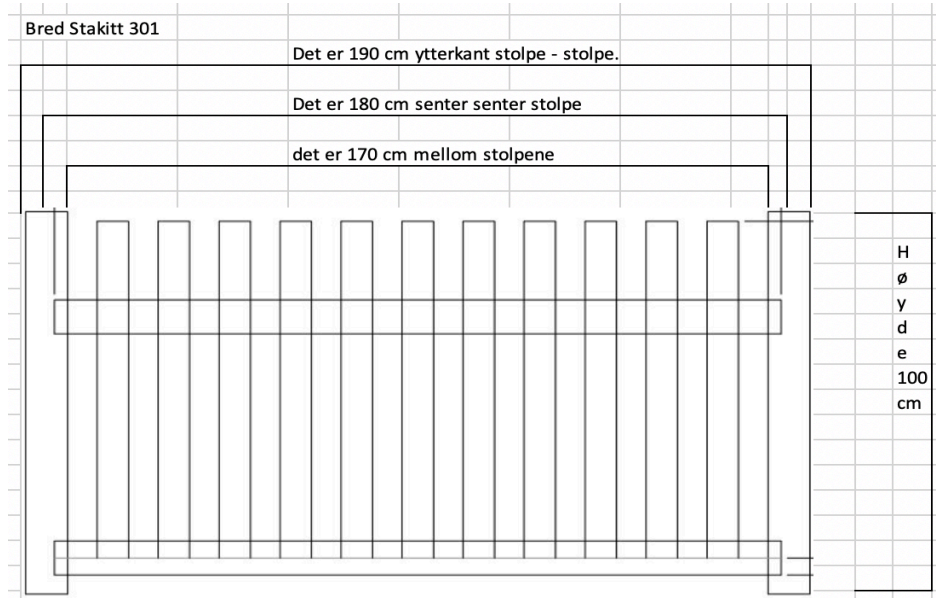 Bred Stakitt 301
Det er 190 cm ytterkant stolpe - stolpe.
Det er 180 cm senter senter stolpe
det er 170 cm mellom stolpene
H
ø
y
d
e
100
cm